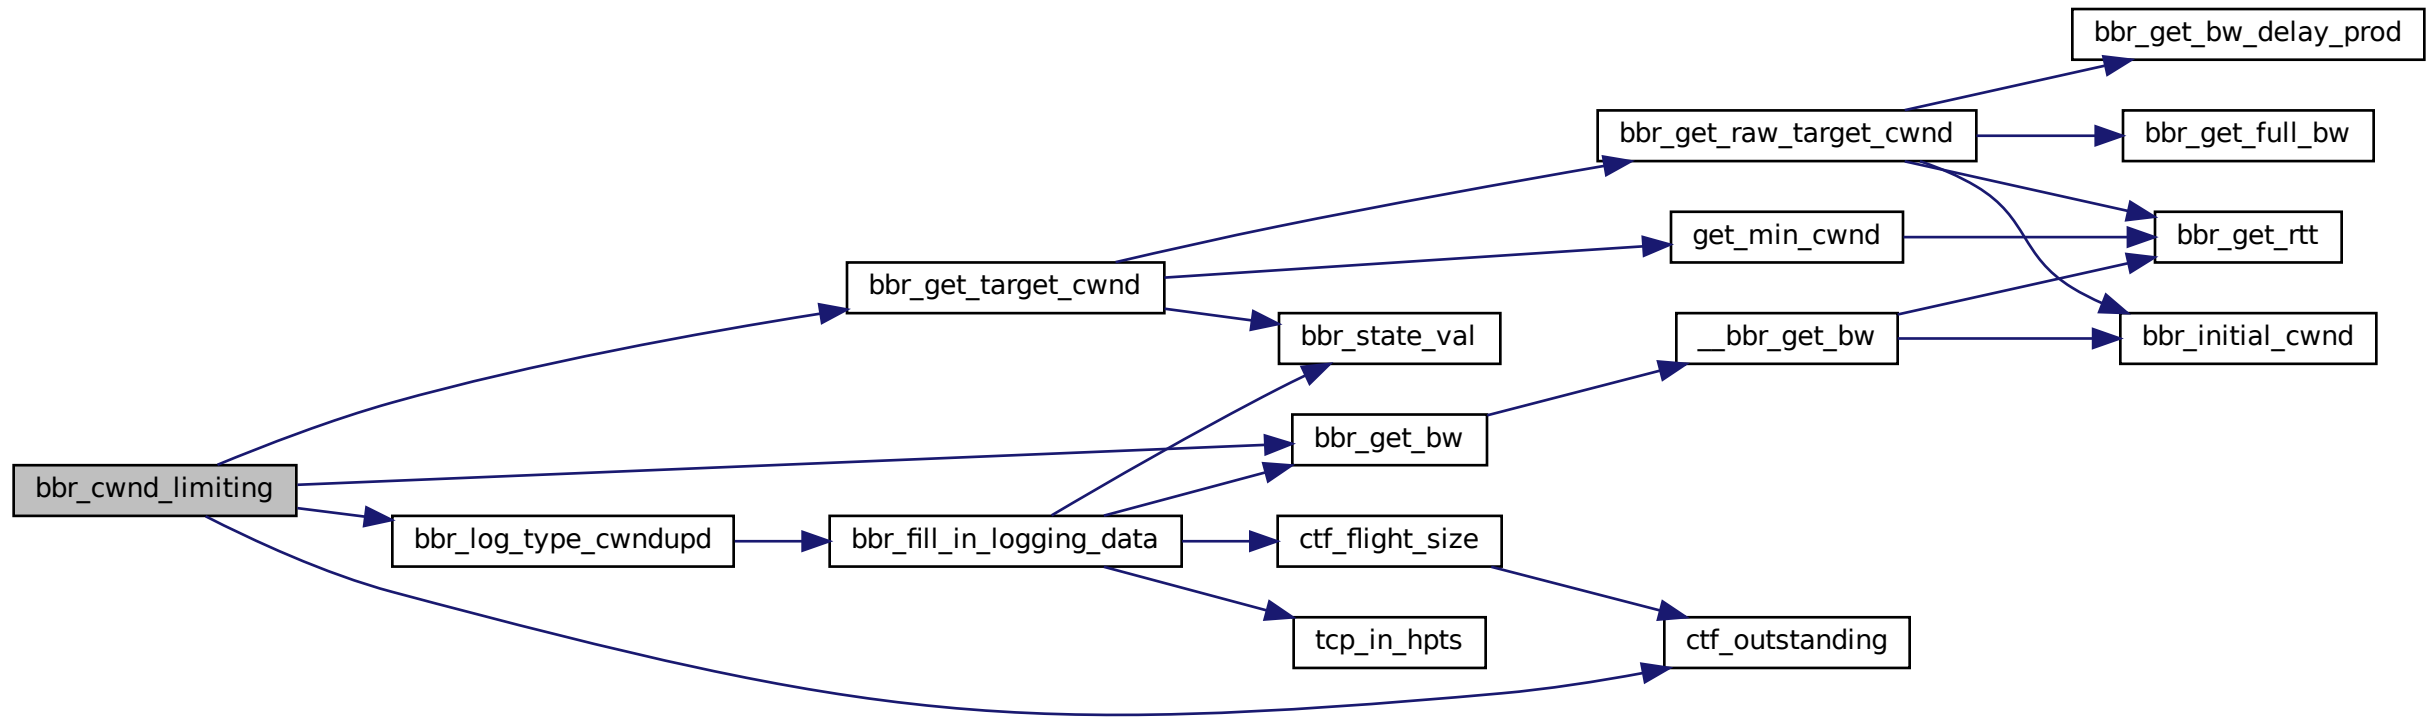 bbr_get_bw_delay_prod
bbr_get_raw_target_cwnd
bbr_get_full_bw
get_min_cwnd
bbr_get_rtt
bbr_get_target_cwnd
bbr_state_val
__bbr_get_bw
bbr_initial_cwnd
bbr_get_bw
bbr_cwnd_limiting
bbr_log_type_cwndupd
bbr_fill_in_logging_data
ctf_flight_size
tcp_in_hpts
ctf_outstanding